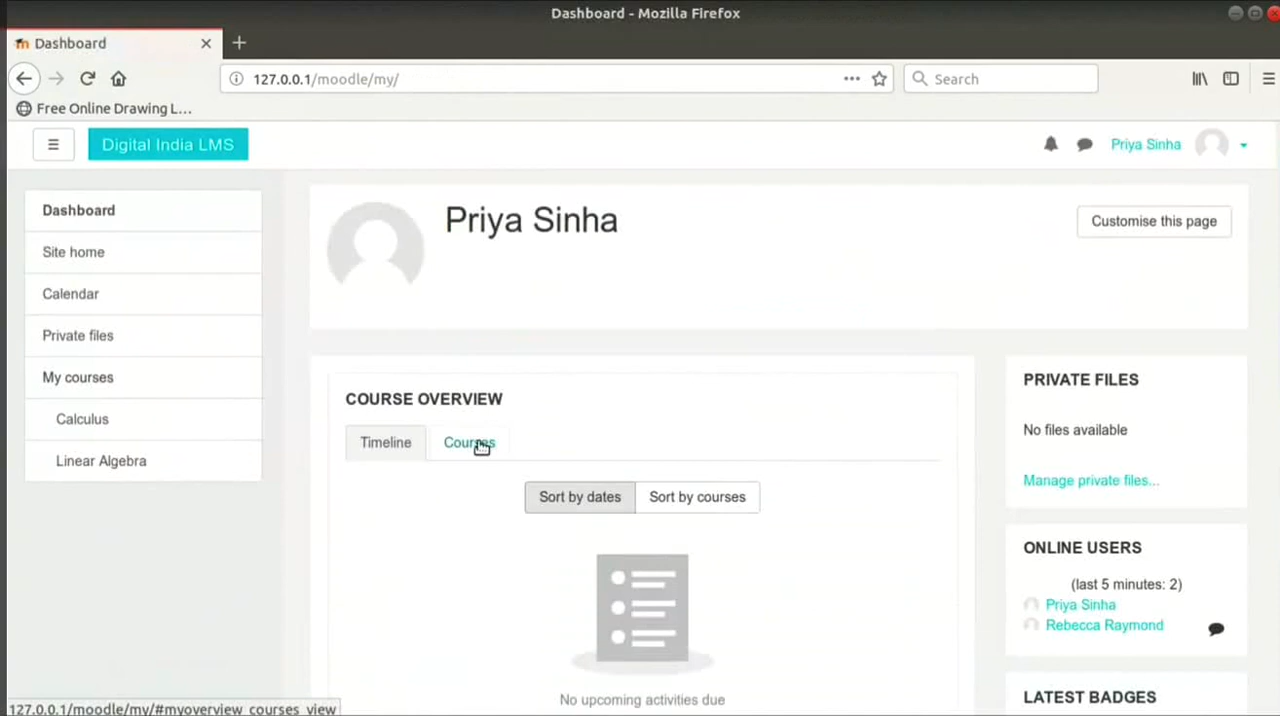 Dashboard - Mozilla Firefox
Dashboard
127.0.0.1/moodle/my/
Search
Free Online Drawing L...
Digital India LMS
Priya Sinha
Dashboard
Site home
Calendar
Private files
My courses
Calculus
Linear Algebra
Priya Sinha
Customise this page
COURSE OVERVIEW
Timeline
Courses
Sort by dates
Sort by courses
No upcoming activities due
PRIVATE FILES
No files available
Manage private files...
ONLINE USERS
(last 5 minutes: 2)
Priya Sinha
Rebecca Raymond
LATEST BADGES
127.0.0.1/moodle/my/#myoverview_courses_view